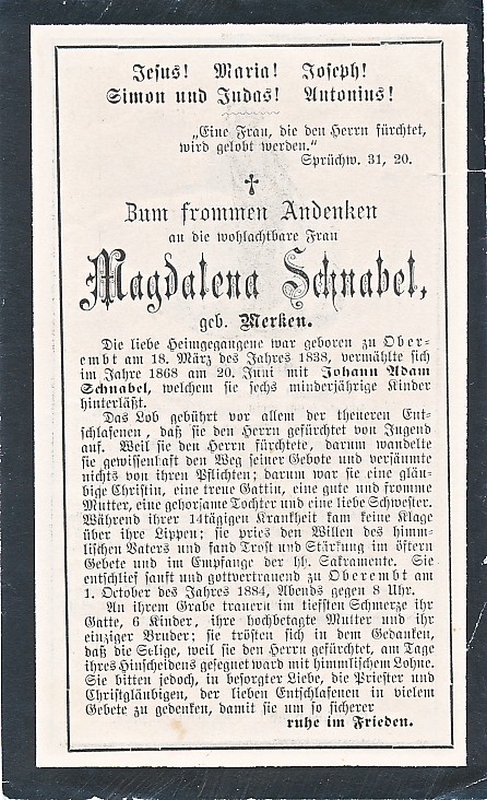 Jesus! Maria! Joseph!
Simon und Judas! Antonius!
„Eine Frau, die den Herrn fürchtet,
wird gelobt werden.“
Sprüchw. 31, 20.
†
Zum frommen Andenken
an die wohlachtbare Frau
Magdalena Schnabel,
geb. Merken.
Die liebe Heimgegangene war geboren zu Ober-
embt am 18. März des Jahres 1838, vermählte sich
im Jahre 1868 am 20. Juni mit Johann Adam
Schnabel, welchem sie sechs minderjährige Kinder
hinterläßt.
Das Lob gebührt vor allem der theueren Ent-
schlafenen, daß sie den Herrn gefürchtet von Jugend
auf. Weil sie den Herrn fürchtete, darum wandelte
sie gewissenhaft den Weg seiner Gebote und versäumte
nichts von ihren Pflichten; darum war sie eine gläu-
bige Christin, eine treue Gattin, eine gute und fromme
Mutter, eine gehorsame Tochter und eine liebe Schwester.
Während ihrer 14tägigen Krankheit kam keine Klage
über ihre Lippen; sie pries den Willen des himm-
lischen Vaters und fand Trost und Stärkung im öftern
Gebete und im Empfange der hh. Sakramente. Sie
entschlief sanft und gottvertrauend zu Oberembt am
1. October des Jahres 1884, Abends gegen 8 Uhr.
An ihrem Grabe trauern im tiefsten Schmerze ihr
Gatte, 6 Kinder, ihre hochbetagte Mutter und ihr
einziger Bruder; sie trösten sich in dem Gedanken,
daß die Selige, weil sie den Herrn gefürchtet, am Tage
ihres Hinscheidens gesegnet ward mit himmlischem Lohne.
Sie bitten jedoch, in besorgter Liebe, die Priester und
Christgläubigen, der lieben Entschlafenen in vielem
Gebete zu gedenken, damit sie um so sicherer
ruhe im Frieden.